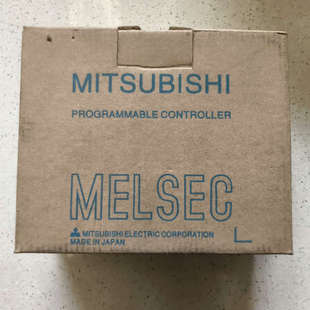 MITSUBISHI
PROGRAMMABLE CONTROLLER
MELSEC
MITSUBISHI ELECTRIC CORPORATION
MADE IN JAPAN